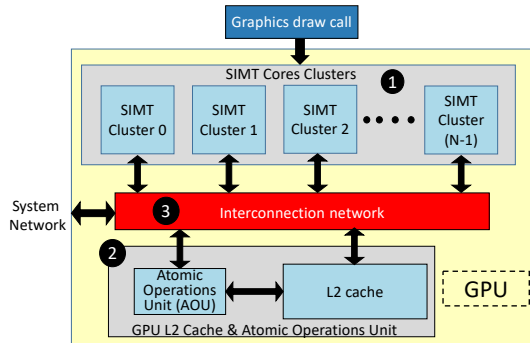 Graphics draw call
SIMT Cores Clusters
1
SIMT
Cluster 0
SIMT
Cluster 1
SIMT
Cluster 2
SIMT
Cluster
(N-1)
System
Network
3
Interconnection network
2
Atomic
Operations
Unit (AOU)
L2 cache
GPU
GPU L2 Cache & Atomic Operations Unit